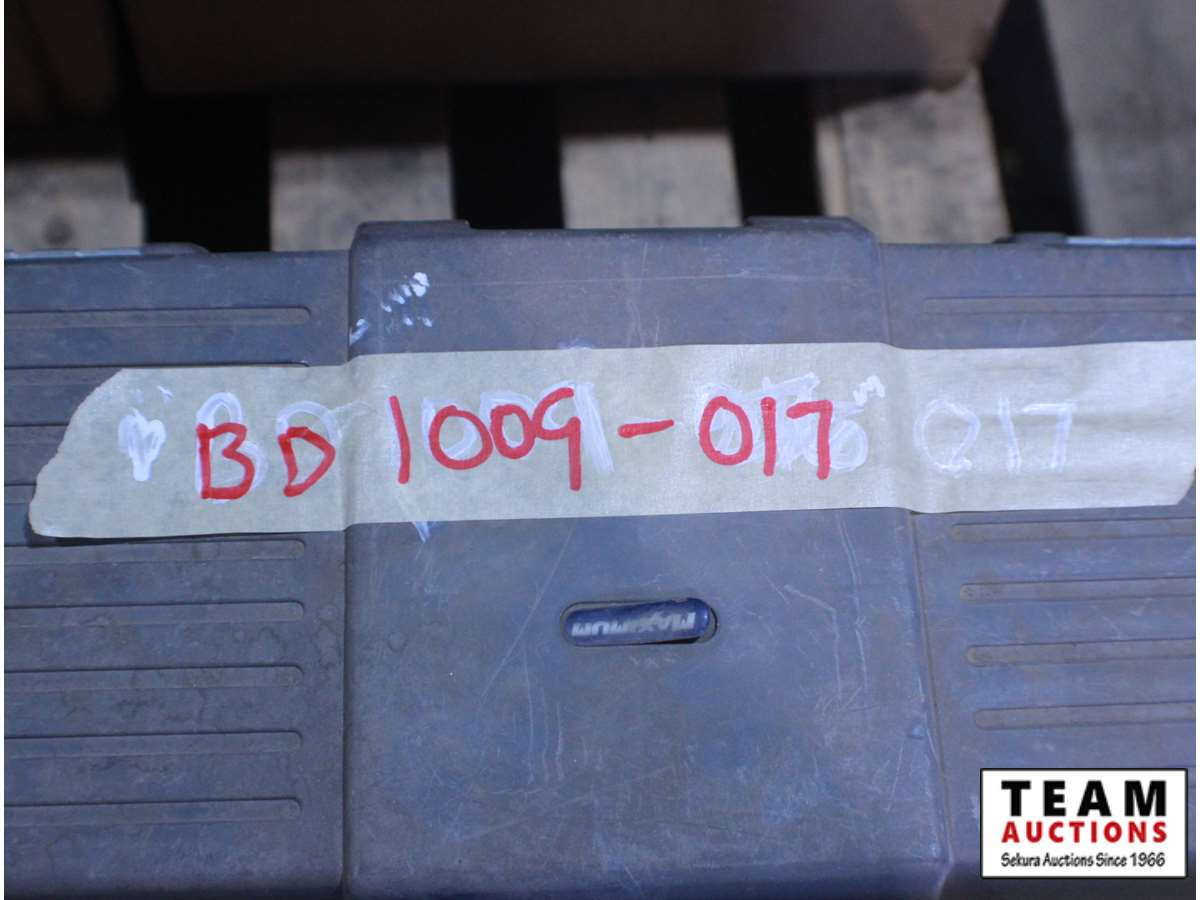 BD 1009-017 017
MAXIMUM
TEAM
AUCTIONS
Sekura Auctions Since 1966